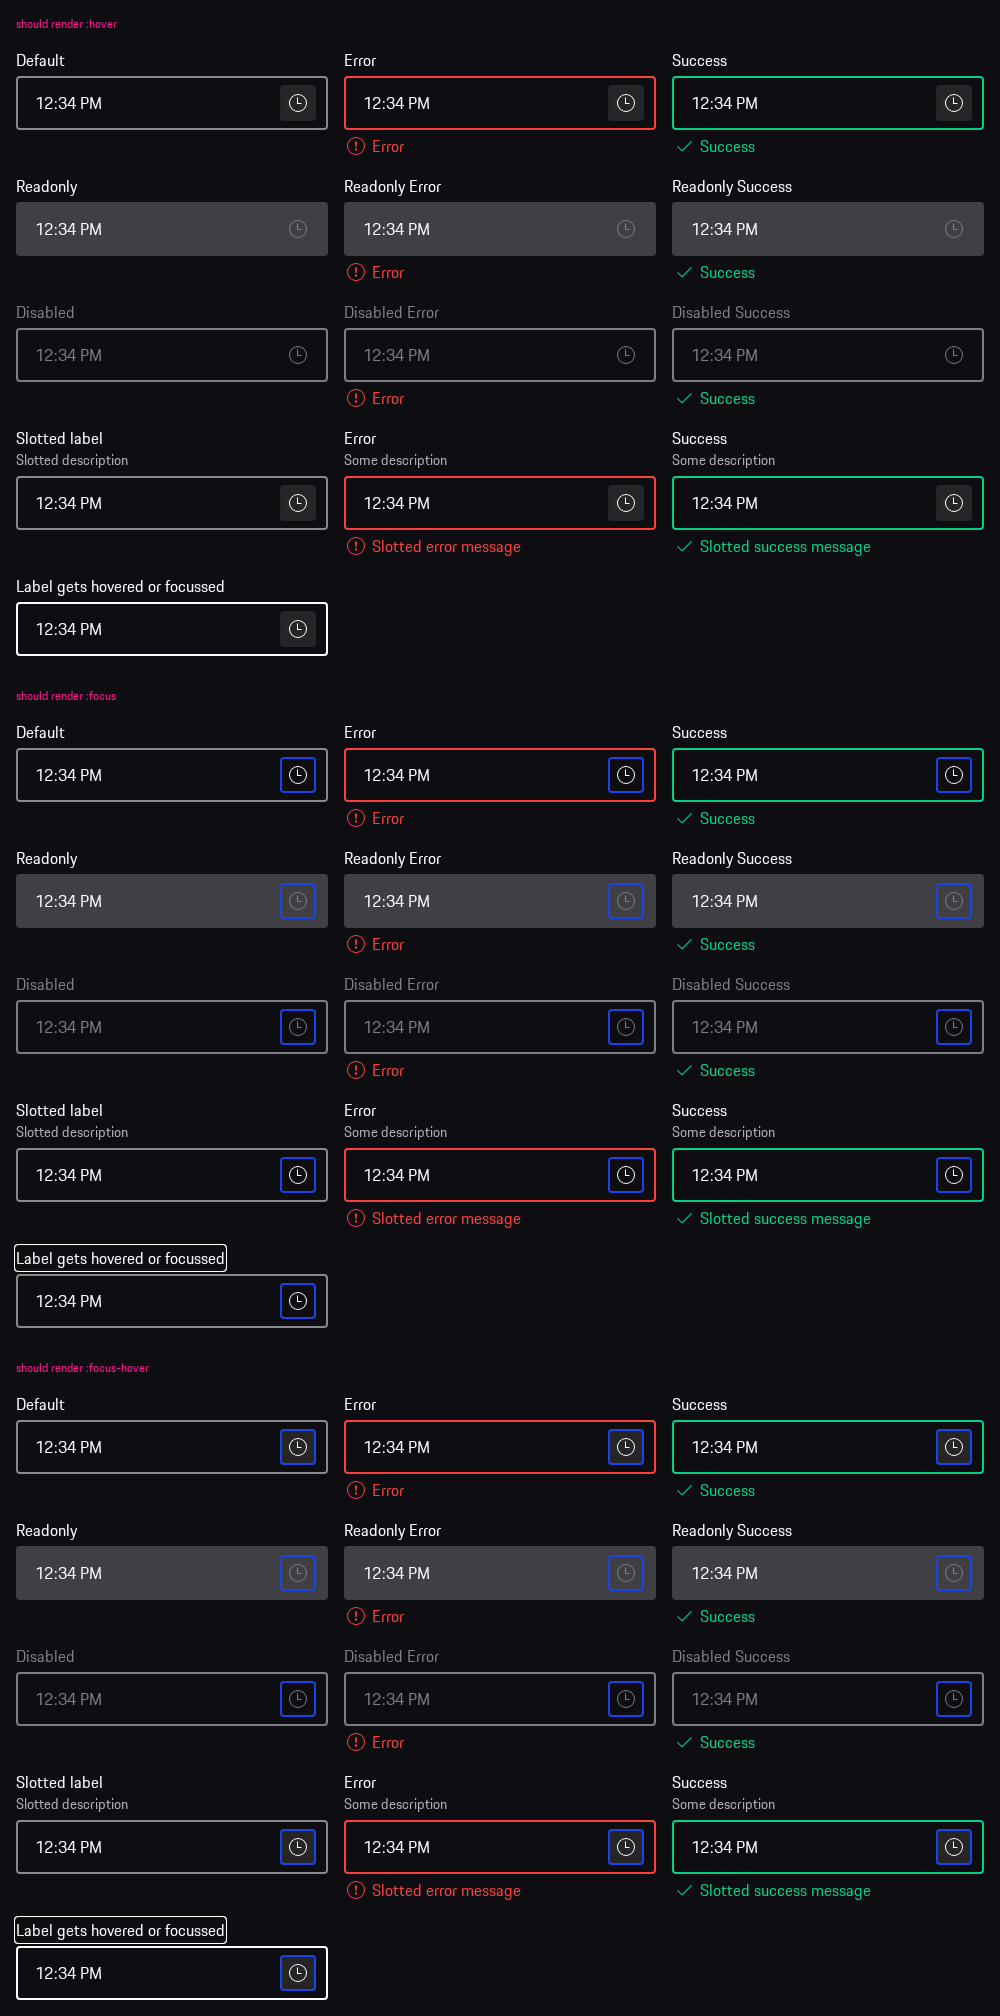 should render :hover
Default
Error
Success
12:34 PM
12:34 PM
12:34 PM
Error
Success
Readonly
Readonly Error
Readonly Success
12:34 PM
12:34 PM
12:34 PM
Error
Success
Disabled
Disabled Error
Disabled Success
12:34 PM
12:34 PM
12:34 PM
Error
Success
Slotted label
Error
Success
Slotted description
Some description
Some description
12:34 PM
12:34 PM
12:34 PM
Slotted error message
Slotted success message
Label gets hovered or focussed
12:34 PM
should render :focus
Default
Error
Success
12:34 PM
12:34 PM
12:34 PM
Error
Success
Readonly
Readonly Error
Readonly Success
12:34 PM
12:34 PM
12:34 PM
Error
Success
Disabled
Disabled Error
Disabled Success
12:34 PM
12:34 PM
12:34 PM
Error
Success
Slotted label
Error
Success
Slotted description
Some description
Some description
12:34 PM
12:34 PM
12:34 PM
Slotted error message
Slotted success message
Label gets hovered or focussed
12:34 PM
should render :focus-hover
Default
Error
Success
12:34 PM
12:34 PM
12:34 PM
Error
Success
Readonly
Readonly Error
Readonly Success
12:34 PM
12:34 PM
12:34 PM
Error
Success
Disabled
Disabled Error
Disabled Success
12:34 PM
12:34 PM
12:34 PM
Error
Success
Slotted label
Error
Success
Slotted description
Some description
Some description
12:34 PM
12:34 PM
12:34 PM
Slotted error message
Slotted success message
Label gets hovered or focussed
12:34 PM